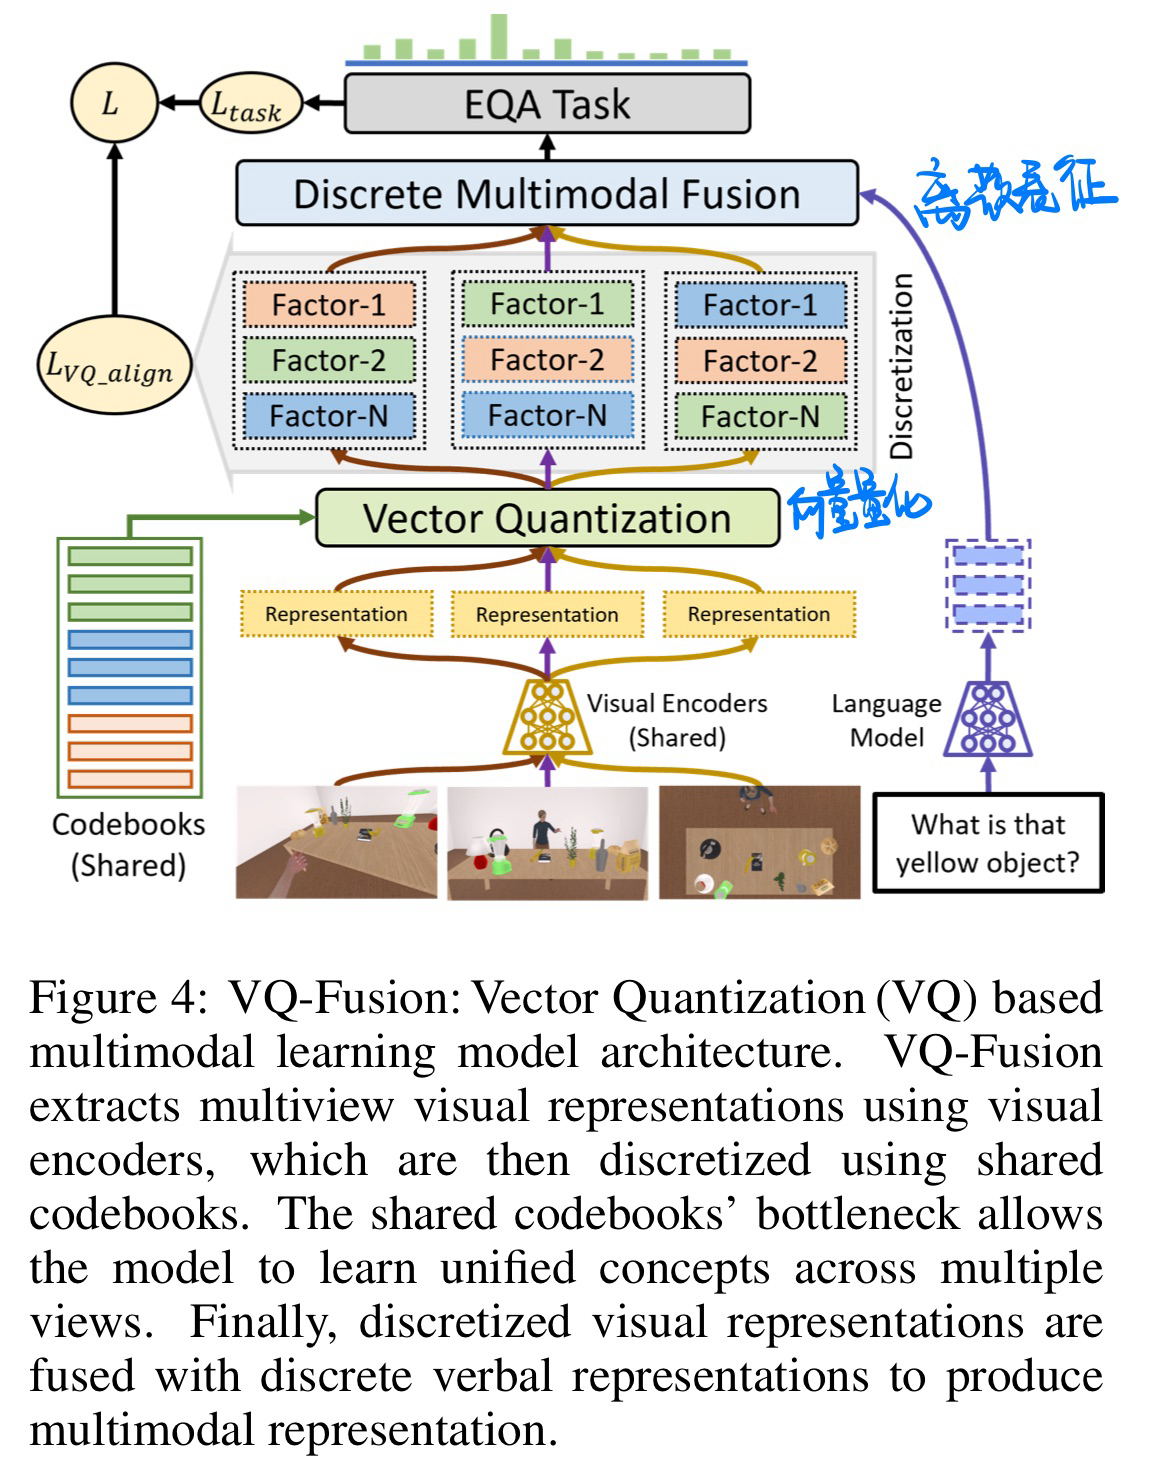 EQA Task
L
L_task
Discrete Multimodal Fusion
离散表征
Factor-1
Factor-2
Factor-N
Factor-1
Factor-2
Factor-N
Factor-1
Factor-2
Factor-N
Discretization
L_VQ_align
Vector Quantization
向量量化
Representation
Representation
Representation
Visual Encoders
(Shared)
Language
Model
Codebooks
(Shared)
What is that
yellow object?
Figure 4: VQ-Fusion: Vector Quantization (VQ) based
multimodal learning model architecture. VQ-Fusion
extracts multiview visual representations using visual
encoders, which are then discretized using shared
codebooks. The shared codebooks’ bottleneck allows
the model to learn unified concepts across multiple
views. Finally, discretized visual representations are
fused with discrete verbal representations to produce
multimodal representation.